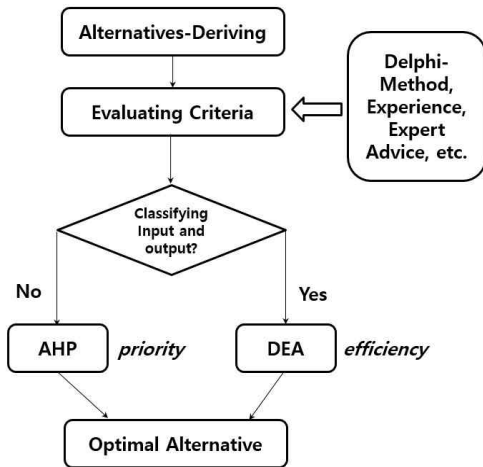 Alternatives-Deriving
Evaluating Criteria
Delphi-
Method,
Experience,
Expert
Advice, etc.
Classifying
Input and
output?
No
Yes
AHP
priority
DEA
efficiency
Optimal Alternative